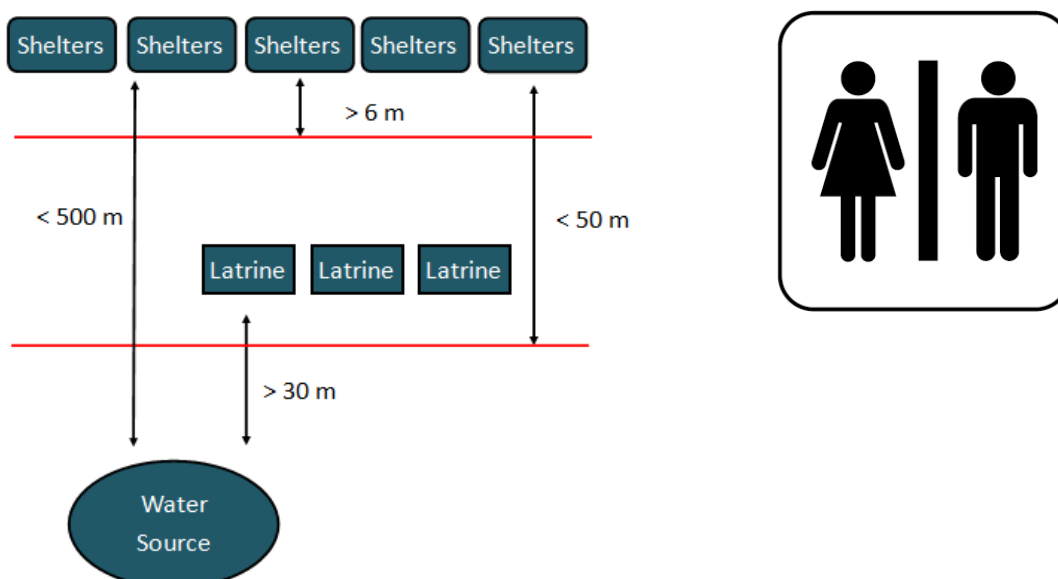 Shelters Shelters Shelters Shelters Shelters
> 6 m
< 500 m
< 50 m
Latrine Latrine Latrine
> 30 m
Water
Source